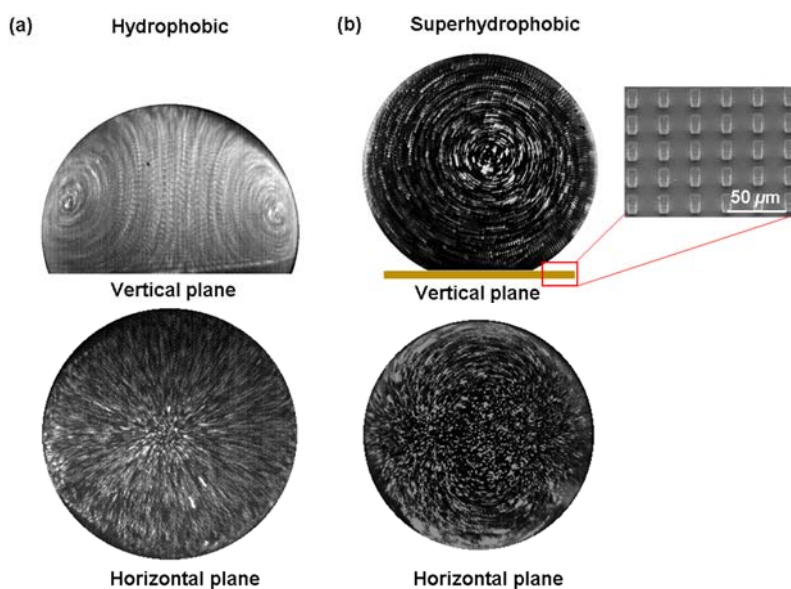 (a) Hydrophobic
(b) Superhydrophobic
50 µm
Vertical plane
Vertical plane
Horizontal plane
Horizontal plane